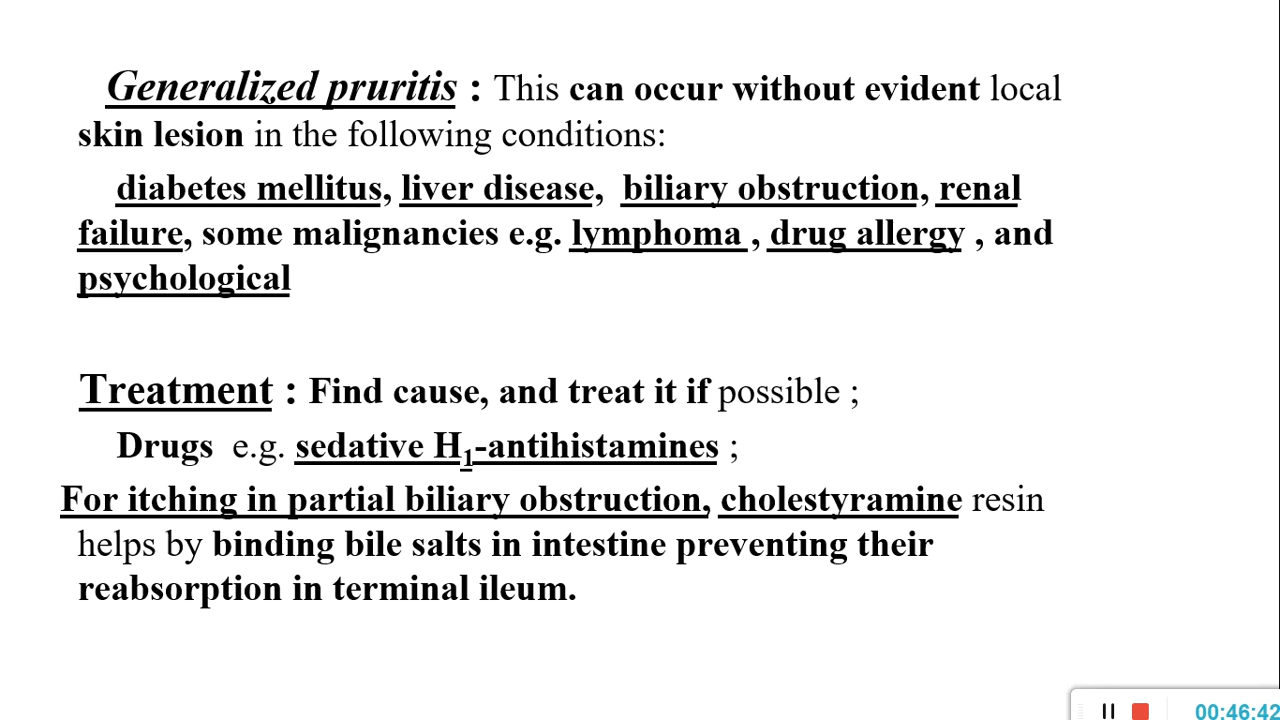 Generalized pruritis : This can occur without evident local
skin lesion in the following conditions:
diabetes mellitus, liver disease, biliary obstruction, renal
failure, some malignancies e.g. lymphoma , drug allergy , and
psychological
Treatment : Find cause, and treat it if possible ;
Drugs e.g. sedative H₁-antihistamines ;
For itching in partial biliary obstruction, cholestyramine resin
helps by binding bile salts in intestine preventing their
reabsorption in terminal ileum.
00:46:42